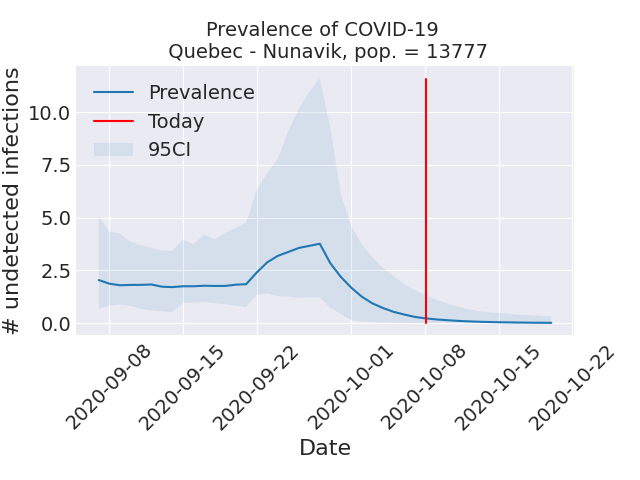 Prevalence of COVID-19
Quebec - Nunavik, pop. = 13777
# undetected infections
10.0
7.5
5.0
2.5
0.0
Prevalence
Today
95CI
2020-09-08
2020-09-15
2020-09-22
2020-10-01
2020-10-08
2020-10-15
2020-10-22
Date